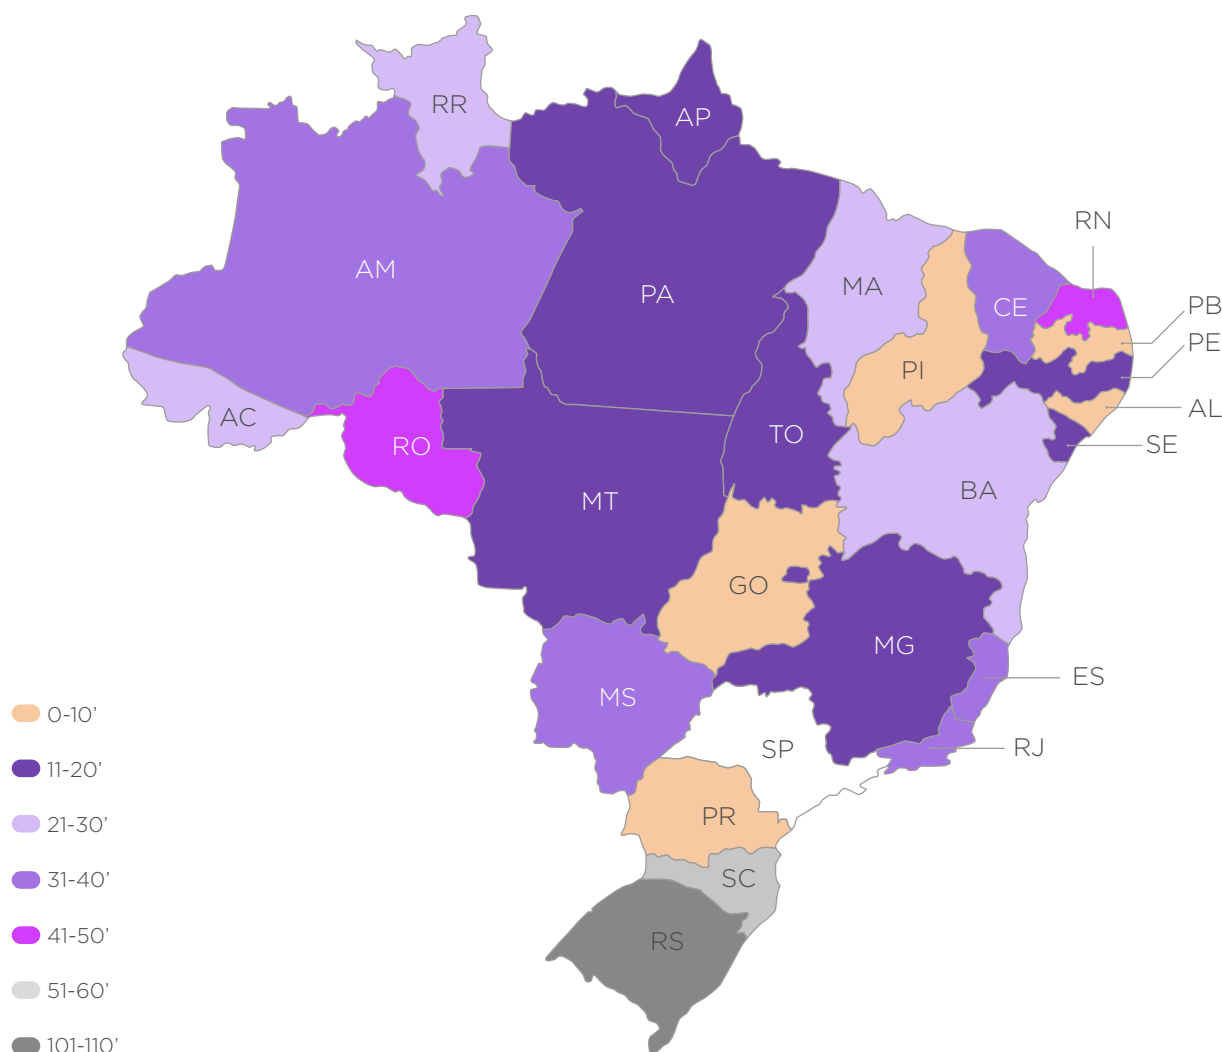 RR
AP
RN
AM
PA
MA
CE
PB
PE
PI
AC
AL
RO
TO
SE
MT
BA
GO
MG
ES
MS
SP
RJ
PR
SC
RS
0-10’
11-20’
21-30’
31-40’
41-50’
51-60’
101-110’